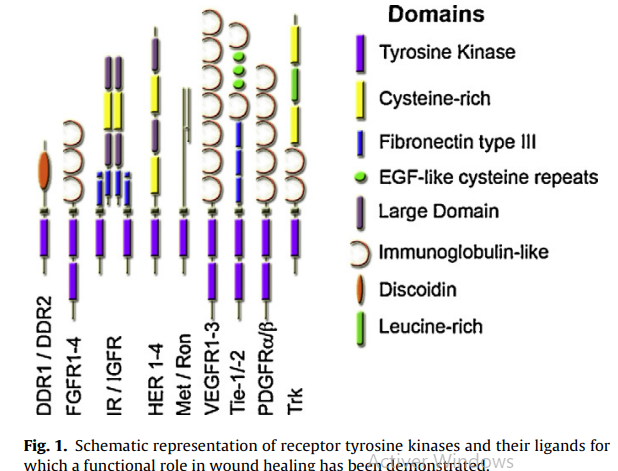 Domains
Tyrosine Kinase
Cysteine-rich
Fibronectin type III
EGF-like cysteine repeats
Large Domain
Immunoglobulin-like
Discoidin
Leucine-rich
DDR1 / DDR2
FGFR1-4
IR / IGFR
HER 1-4
Met / Ron
VEGFR1-3
Tie-1/-2
PDGFRα/β
Trk
Fig. 1. Schematic representation of receptor tyrosine kinases and their ligands for
which a functional role in wound healing has been demonstrated.
Activer Windows